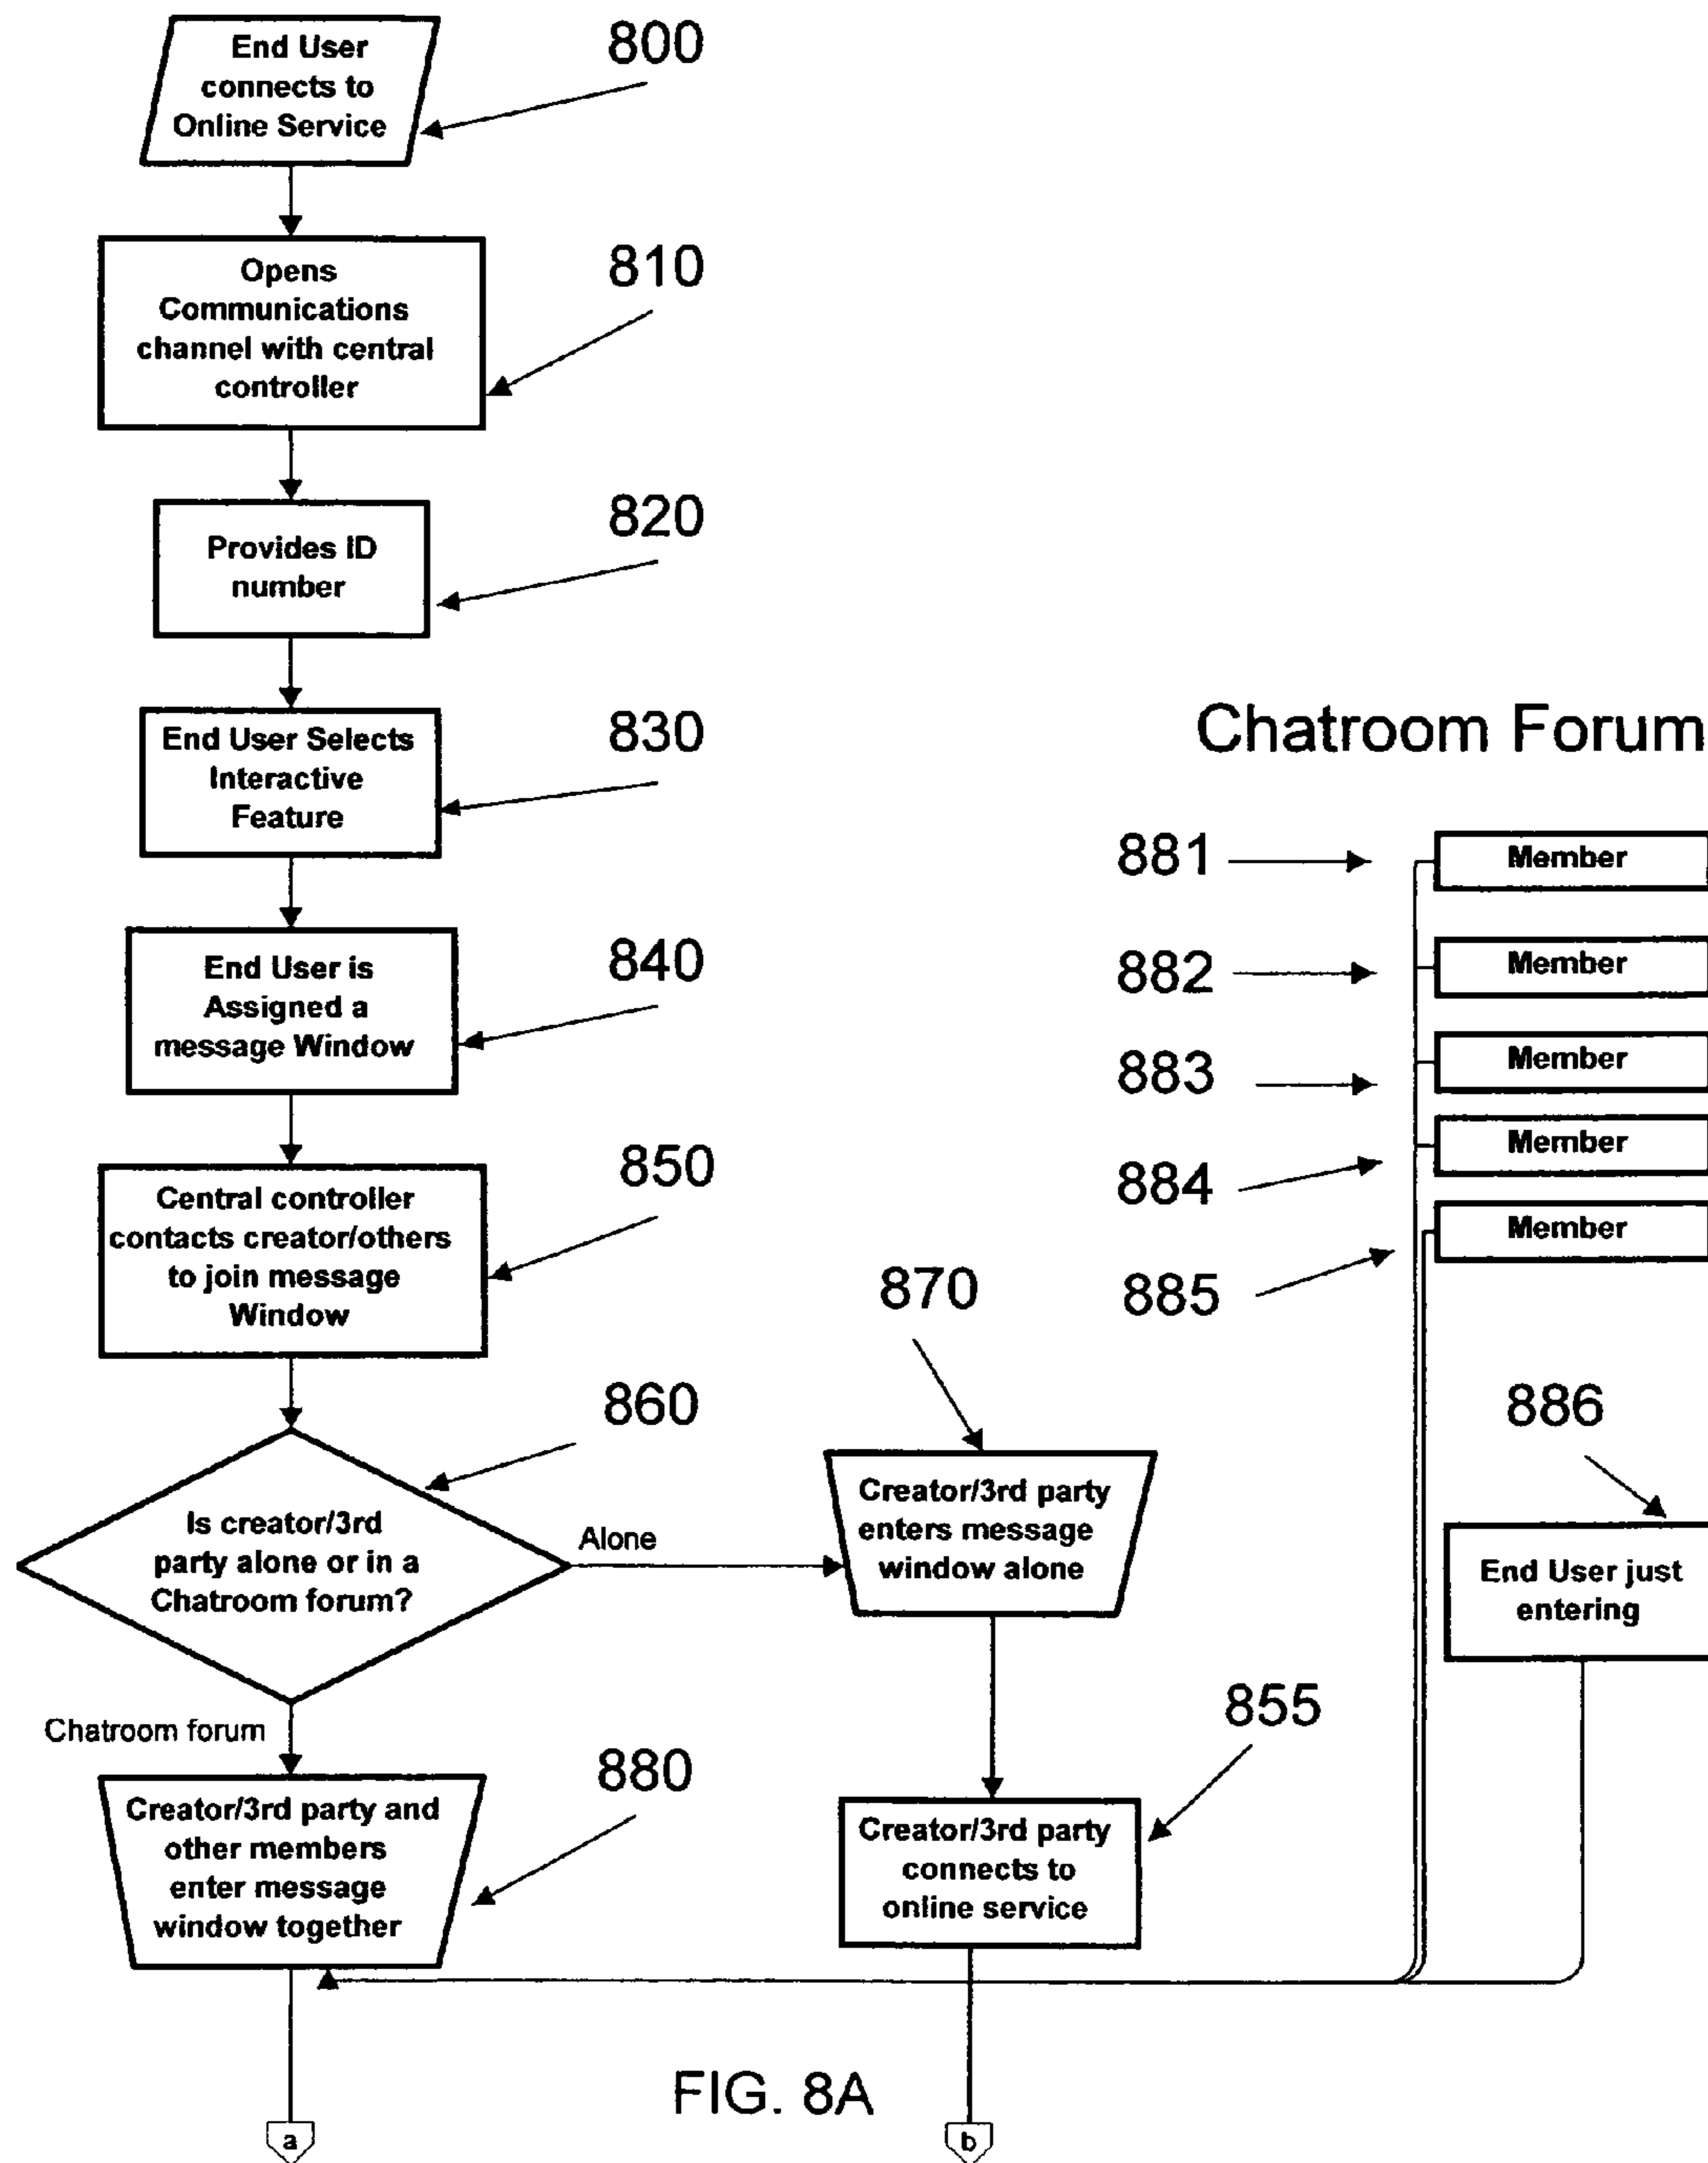 End User
connects to
Online Service
800
Opens
Communications
channel with central
controller
810
Provides ID
number
820
End User Selects
Interactive
Feature
830
End User is
Assigned a
message Window
840
Central controller
contacts creator/others
to join message
Window
850
Is creator/3rd
party alone or in a
Chatroom forum?
860
Alone
Creator/3rd party
enters message
window alone
870
Creator/3rd party
connects to
online service
855
Chatroom forum
Creator/3rd party and
other members
enter message
window together
880
Chatroom Forum
881
Member
882
Member
883
Member
884
Member
885
Member
886
End User just
entering
FIG. 8A
a
b